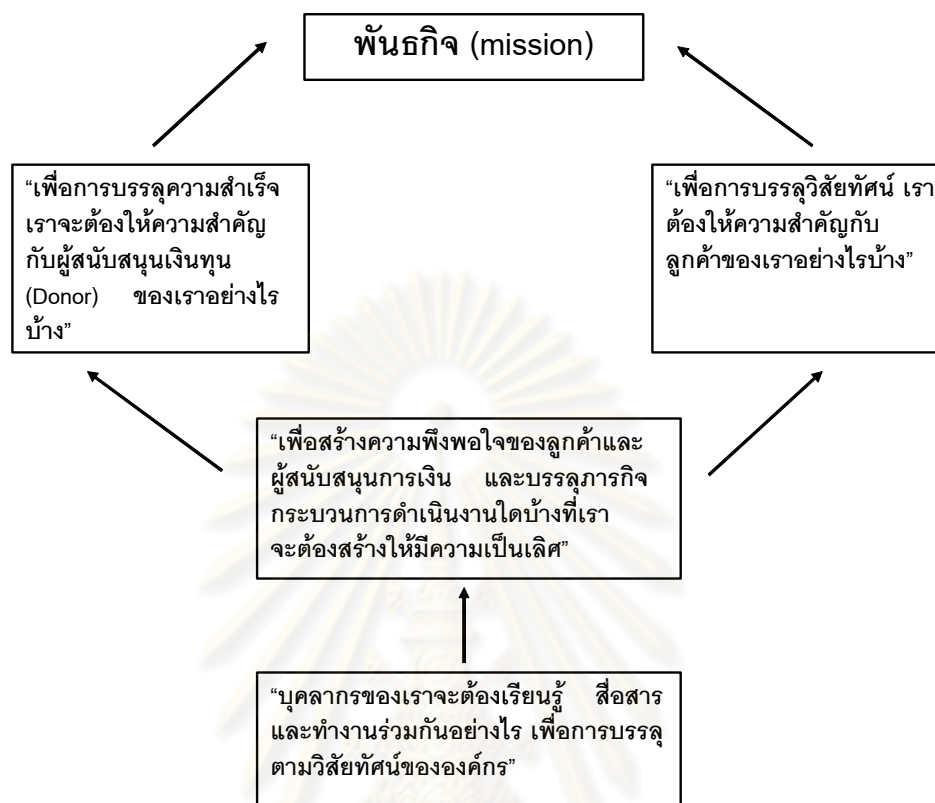 พันธกิจ (mission)
“เพื่อการบรรลุความสำเร็จ
เราจะต้องให้ความสำคัญ
กับผู้สนับสนุนเงินทุน
(Donor) ของเราอย่างไร
บ้าง”
“เพื่อการบรรลุวิสัยทัศน์ เรา
ต้องให้ความสำคัญกับ
ลูกค้าของเราอย่างไรบ้าง”
“เพื่อสร้างความพึงพอใจของลูกค้าและ
ผู้สนับสนุนการเงิน และบรรลุภารกิจ
กระบวนการดำเนินงานใดบ้างที่เรา
จะต้องสร้างให้มีความเป็นเลิศ”
“บุคลากรของเราจะต้องเรียนรู้ สื่อสาร
และทำงานร่วมกันอย่างไร เพื่อการบรรลุ
ตามวิสัยทัศน์ขององค์กร”